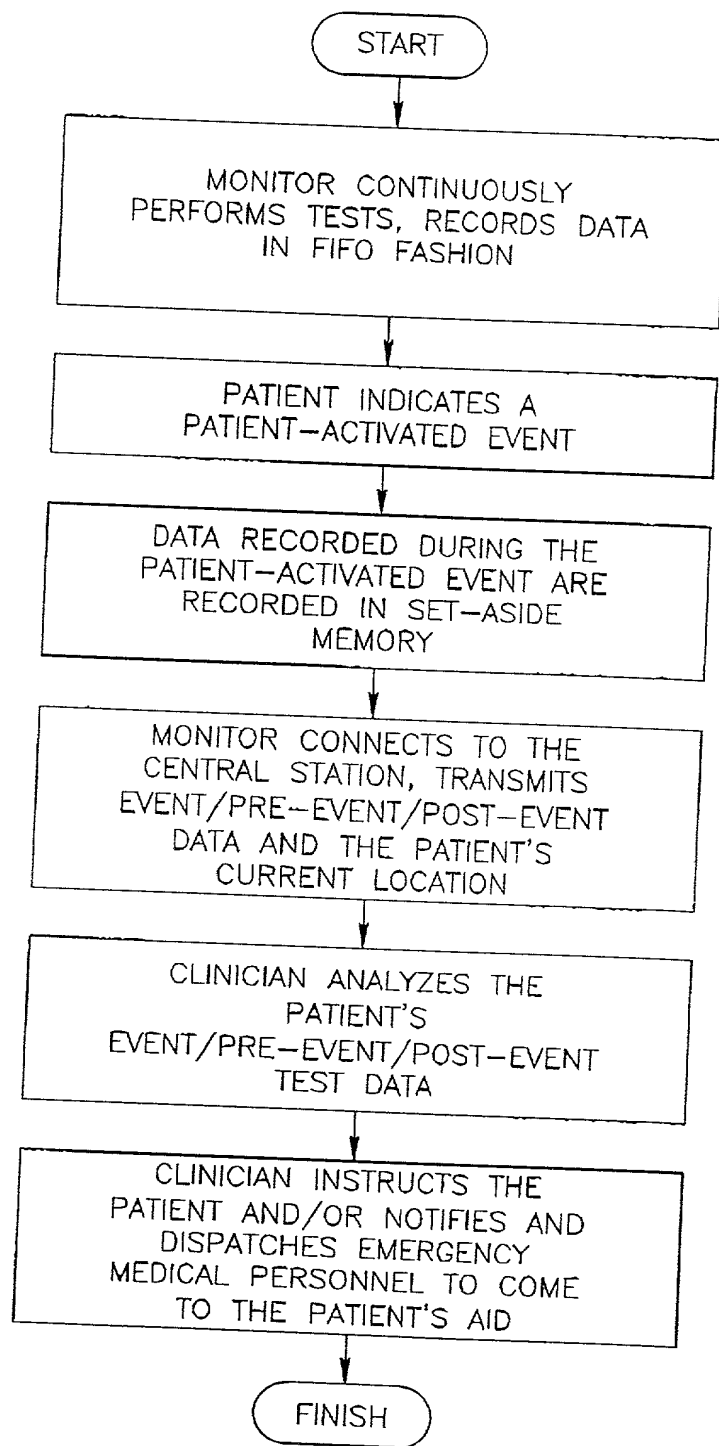 START
MONITOR CONTINUOUSLY
PERFORMS TESTS, RECORDS DATA
IN FIFO FASHION
PATIENT INDICATES A
PATIENT-ACTIVATED EVENT
DATA RECORDED DURING THE
PATIENT-ACTIVATED EVENT ARE
RECORDED IN SET-ASIDE
MEMORY
MONITOR CONNECTS TO THE
CENTRAL STATION, TRANSMITS
EVENT/PRE-EVENT/POST-EVENT
DATA AND THE PATIENT'S
CURRENT LOCATION
CLINICIAN ANALYZES THE
PATIENT'S
EVENT/PRE-EVENT/POST-EVENT
TEST DATA
CLINICIAN INSTRUCTS THE
PATIENT AND/OR NOTIFIES AND
DISPATCHES EMERGENCY
MEDICAL PERSONNEL TO COME
TO THE PATIENT'S AID
FINISH